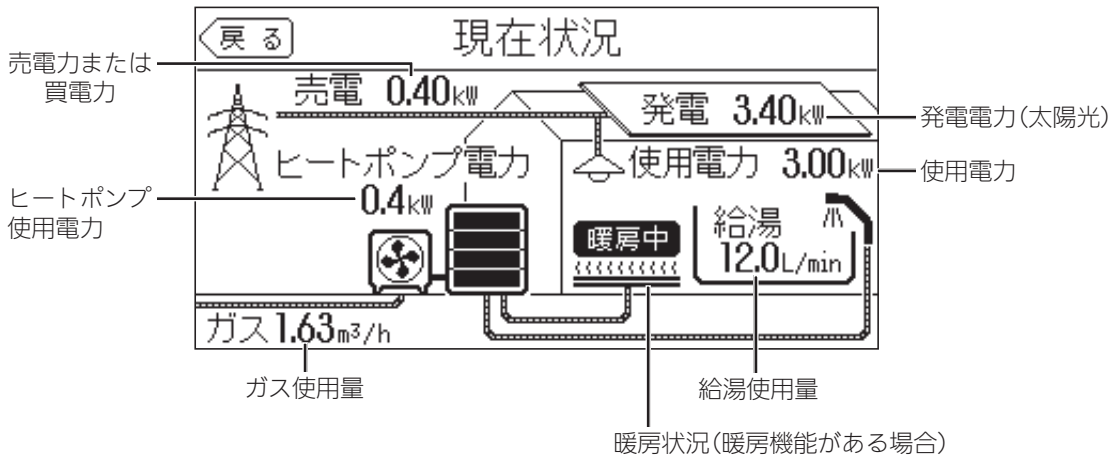 戻る
現在状況
売電力または
買電力
売電 0.40kW
発電 3.40kW
発電電力(太陽光)
ヒートポンプ電力
使用電力 3.00kW
使用電力
ヒートポンプ
使用電力
0.4kW
暖房中
給湯
12.0L/min
ガス1.63m³/h
ガス使用量
給湯使用量
暖房状況(暖房機能がある場合)